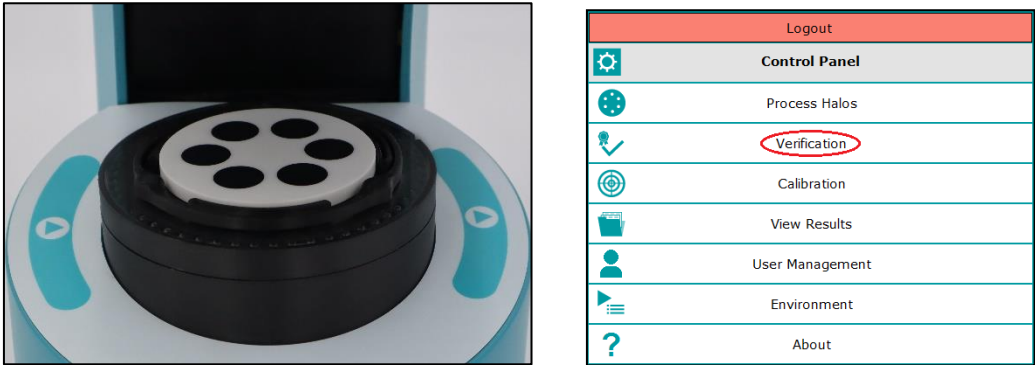 Logout
Control Panel
Process Halos
Verification
Calibration
View Results
User Management
Environment
? About